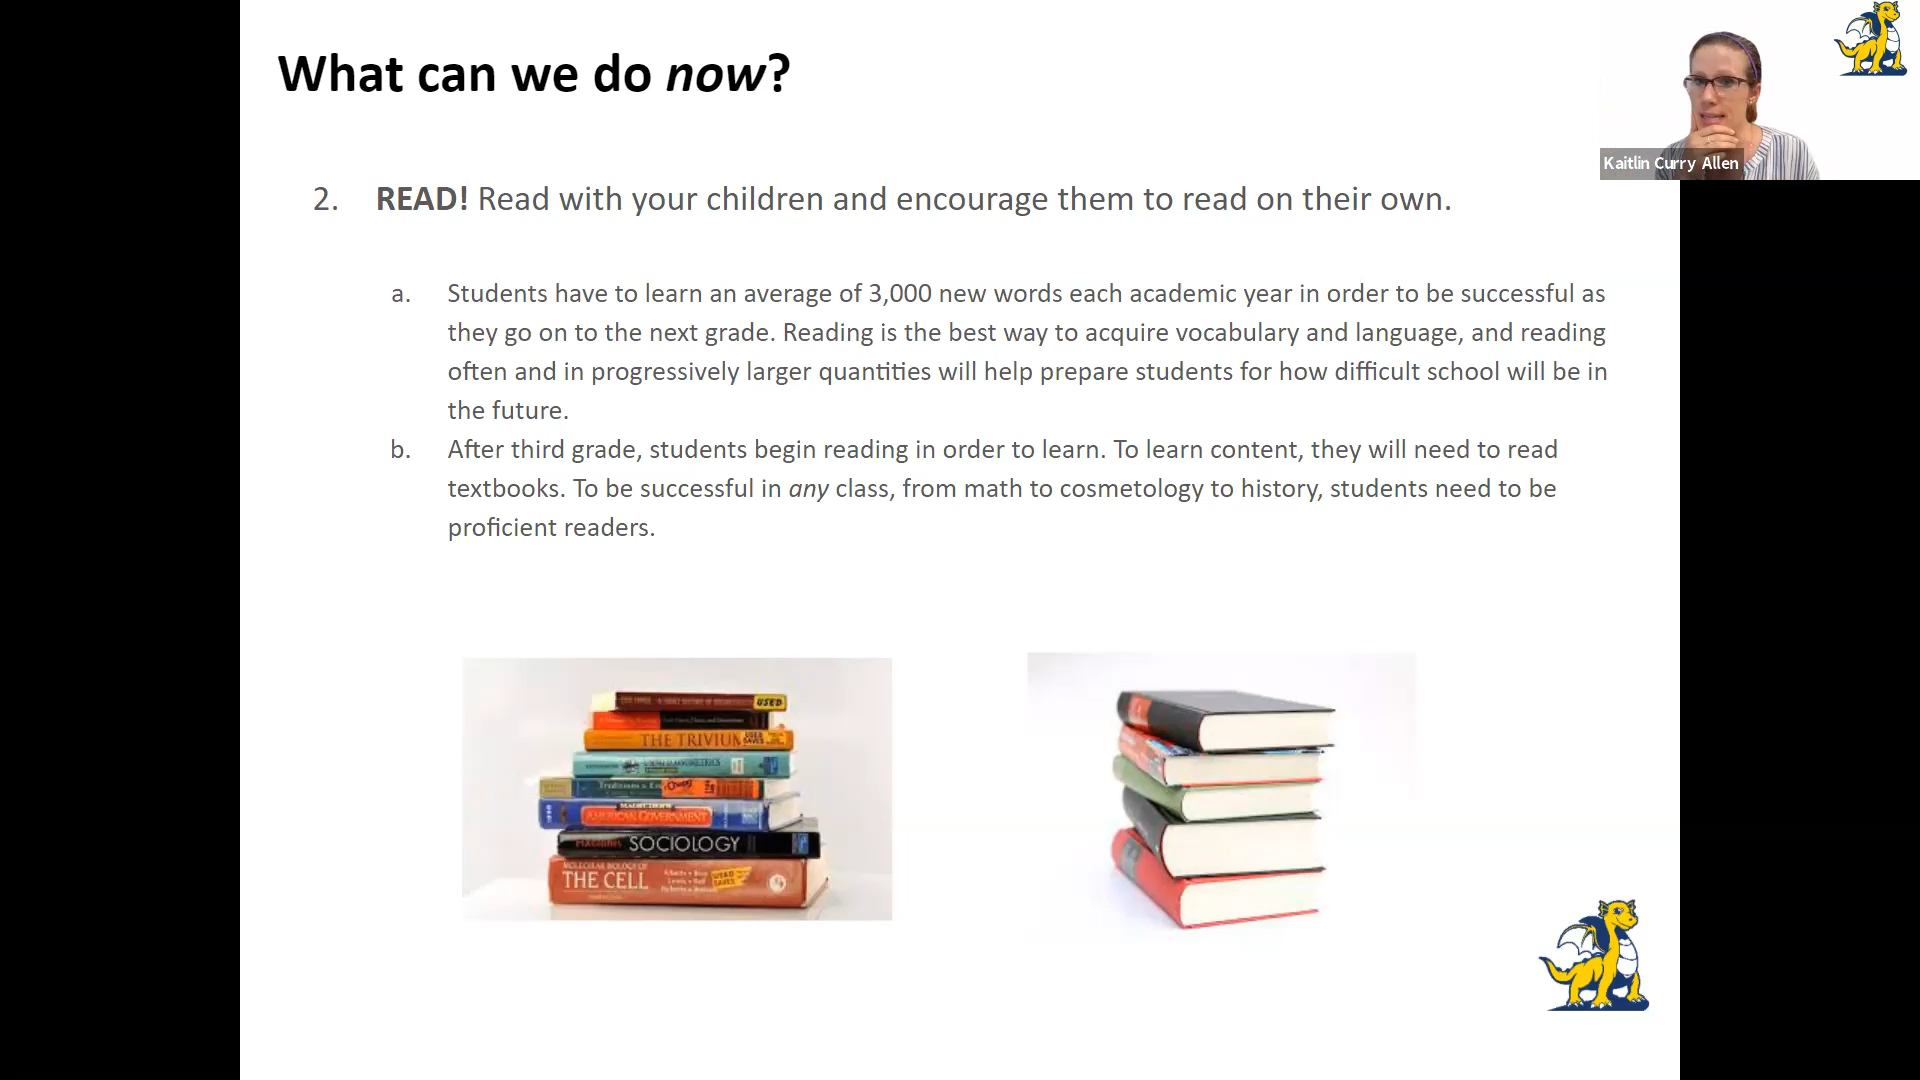 What can we do now?
Kaitlin Curry Allen
2. READ! Read with your children and encourage them to read on their own.
a. Students have to learn an average of 3,000 new words each academic year in order to be successful as
they go on to the next grade. Reading is the best way to acquire vocabulary and language, and reading
often and in progressively larger quantities will help prepare students for how difficult school will be in
the future.
b. After third grade, students begin reading in order to learn. To learn content, they will need to read
textbooks. To be successful in any class, from math to cosmetology to history, students need to be
proficient readers.
USED
THE TRIVIUM
USED
AMERICAN GOVERNMENT
SOCIOLOGY
MOLECULAR BIOLOGY OF
THE CELL